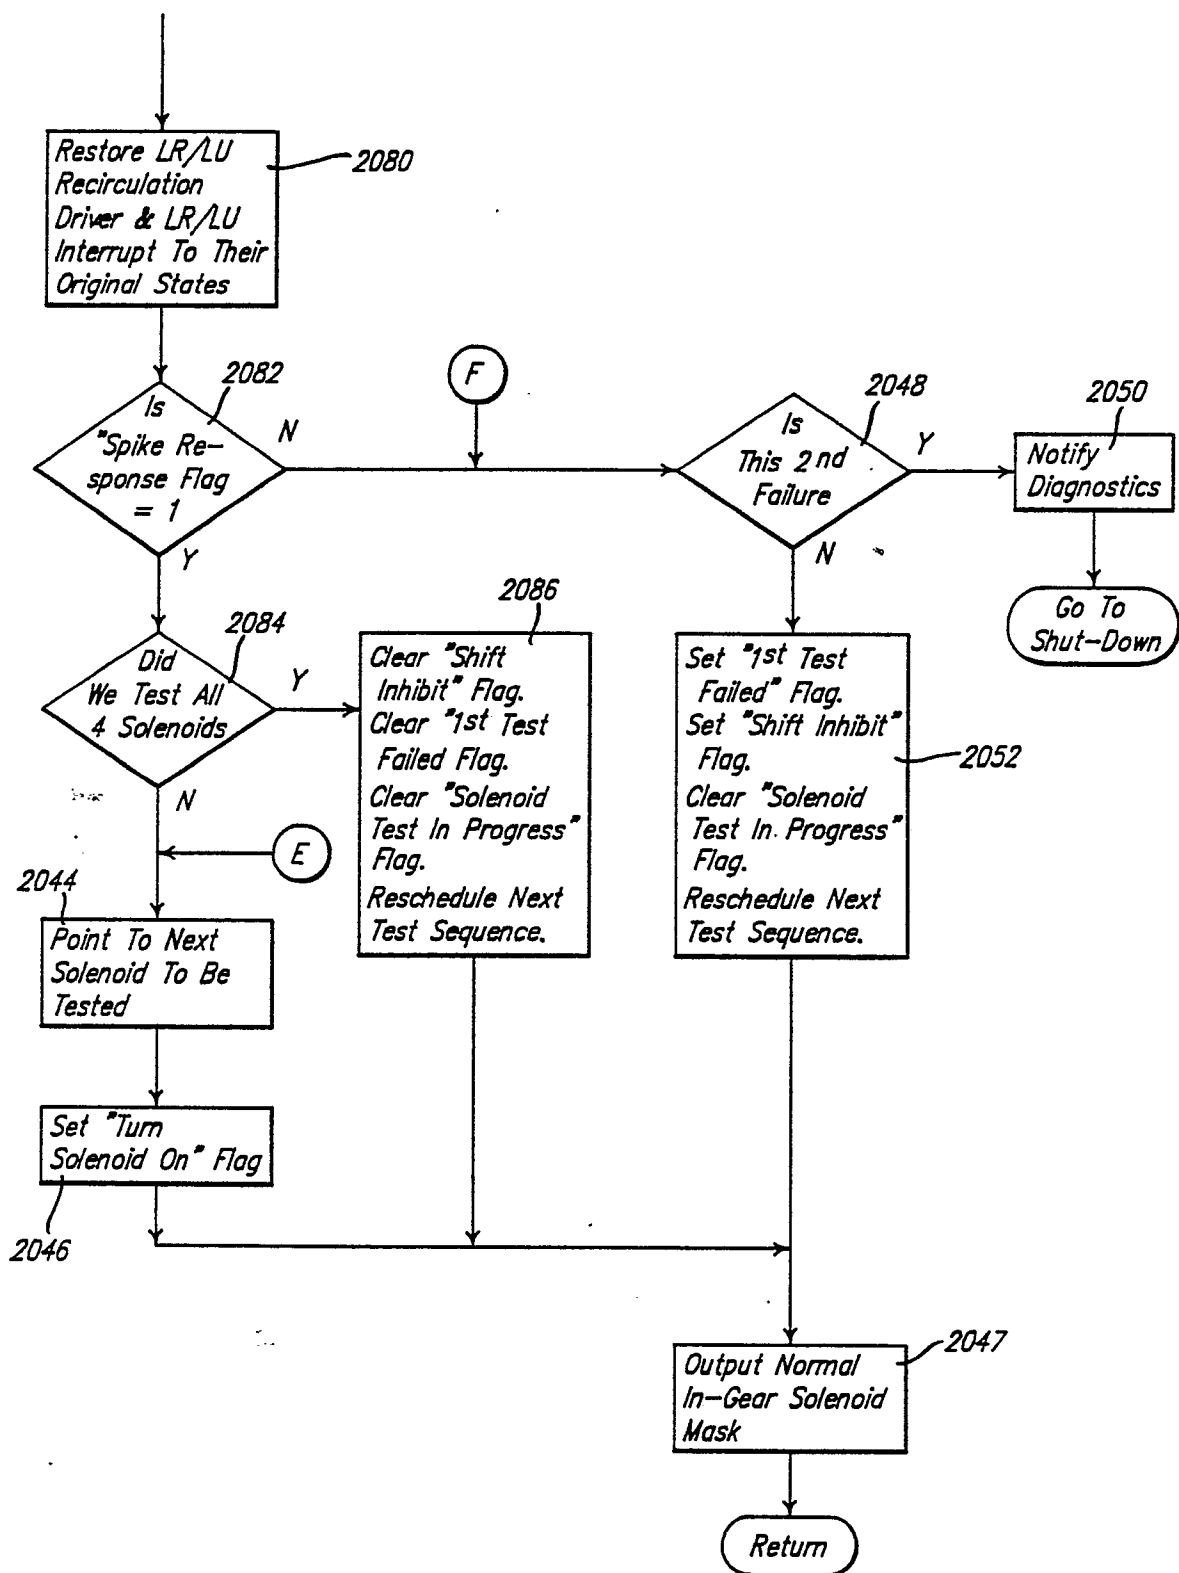 Restore LR/LU
Recirculation
Driver & LR/LU
Interrupt To Their
Original States
2080
2082
Is
"Spike Re-
sponse Flag
= 1
N
Y
F
2048
Is
This 2nd
Failure
Y
N
2050
Notify
Diagnostics
Go To
Shut-Down
2084
Did
We Test All
4 Solenoids
Y
N
2086
Clear "Shift
Inhibit" Flag.
Clear "1st Test
Failed Flag.
Clear "Solenoid
Test In Progress"
Flag.
Reschedule Next
Test Sequence.
Set "1st Test
Failed" Flag.
Set "Shift Inhibit"
Flag.
Clear "Solenoid
Test In Progress"
Flag.
Reschedule Next
Test Sequence.
2052
E
2044
Point To Next
Solenoid To Be
Tested
Set "Turn
Solenoid On" Flag
2046
2047
Output Normal
In-Gear Solenoid
Mask
Return